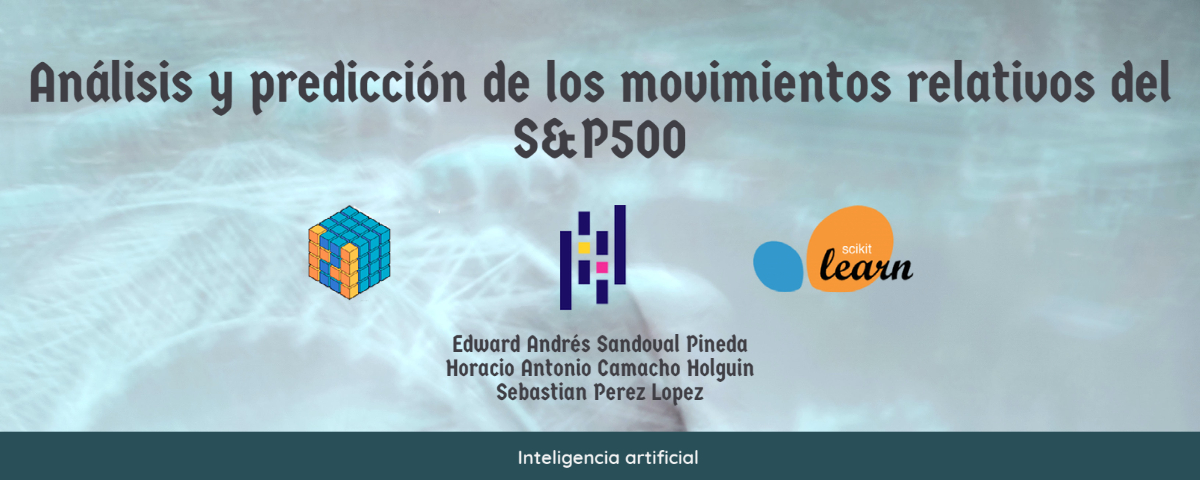 Análisis y predicción de los movimientos relativos del
S&P500
scikit
learn
Edward Andrés Sandoval Pineda
Horacio Antonio Camacho Holguin
Sebastian Perez Lopez
Inteligencia artificial